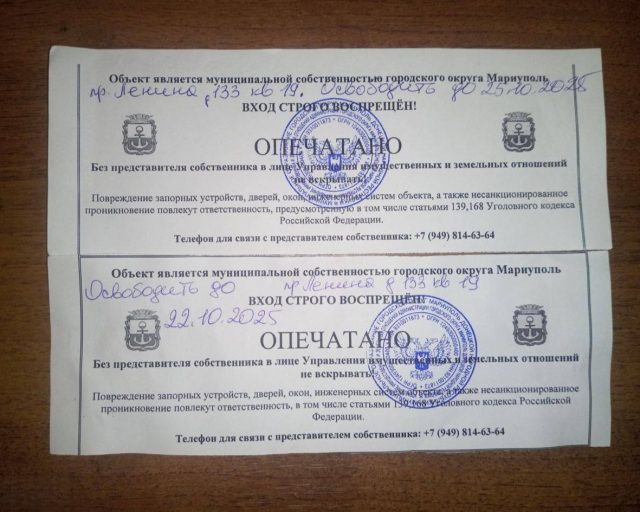 Объект является муниципальной собственностью городского округа Мариуполь
пр. Ленина д 133 кв 19. Освободить до 25.10.2025
ВХОД СТРОГО ВОСПРЕЩЁН!
ОПЕЧАТАНО
Без представителя собственника в лице Управления имущественных и земельных отношений
не вскрывать.
Повреждение запорных устройств, дверей, окон, инженерных систем объекта, а также несанкционированное
проникновение повлекут ответственность, предусмотренную в том числе статьями 139,168 Уголовного кодекса
Российской Федерации.
Телефон для связи с представителем собственника: +7 (949) 814-63-64
Объект является муниципальной собственностью городского округа Мариуполь
Освободить до пр Ленина д 133 кв 19
ВХОД СТРОГО ВОСПРЕЩЁН!
22.10.2025
ОПЕЧАТАНО
Без представителя собственника в лице Управления имущественных и земельных отношений
не вскрывать.
Повреждение запорных устройств, дверей, окон, инженерных систем объекта, а также несанкционированное
проникновение повлекут ответственность, в том числе статьями 139,168 Уголовного кодекса Российской
Федерации.
Телефон для связи с представителем собственника: +7 (949) 814-63-64